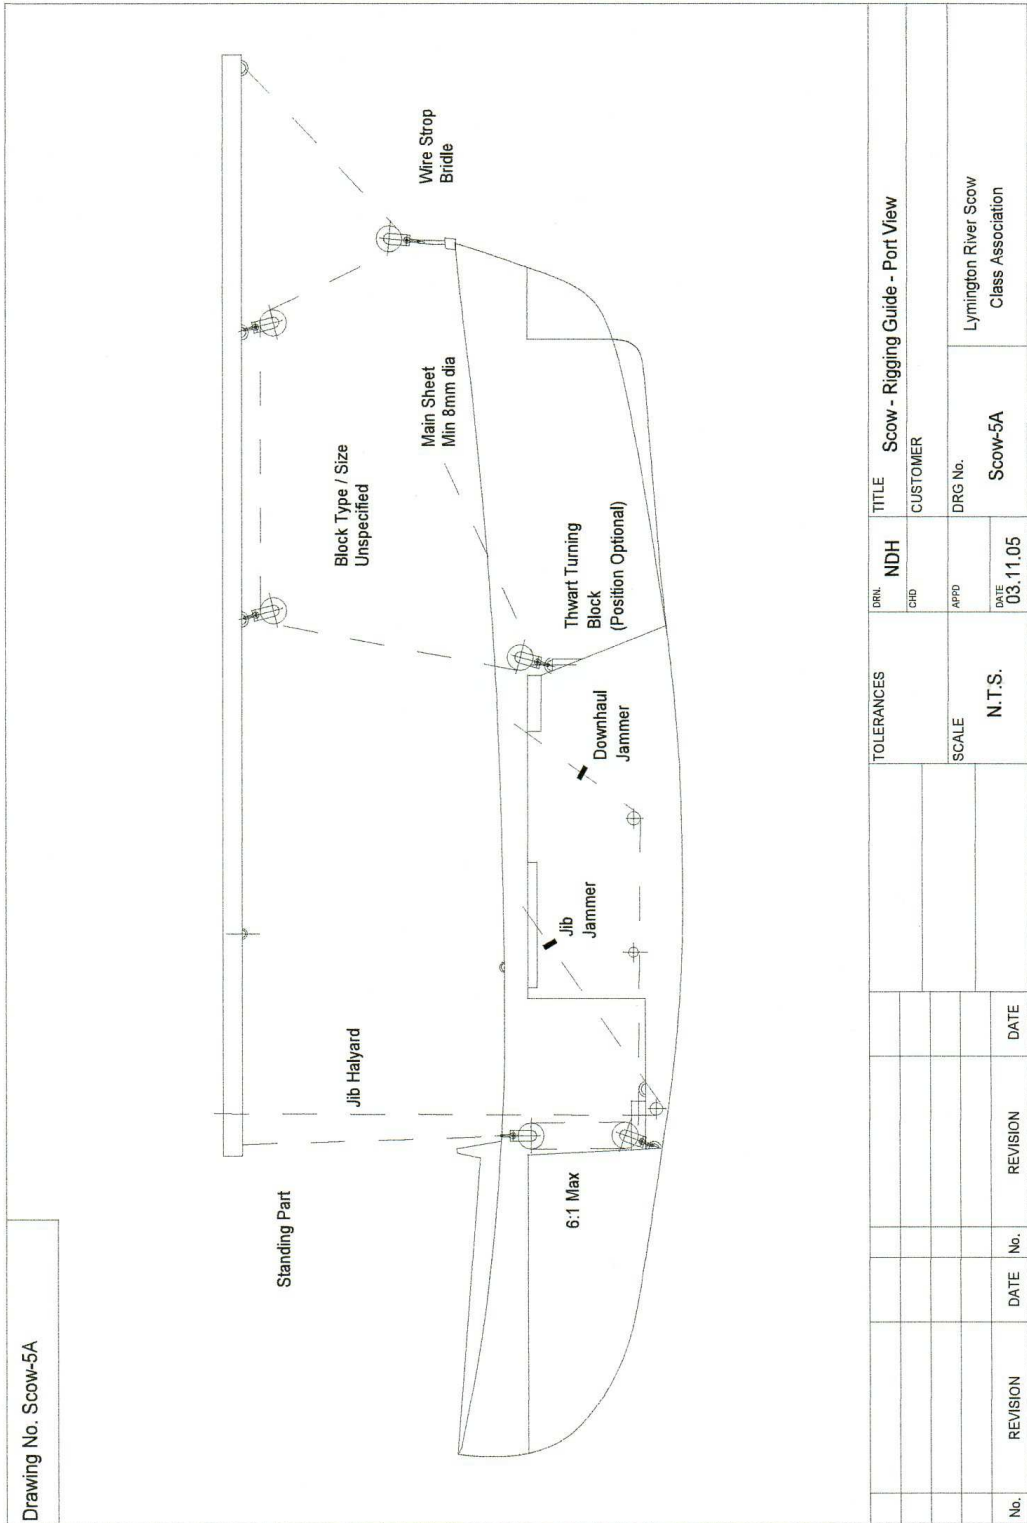 Drawing No. Scow-5A
Standing Part
Jib Halyard
6:1 Max
Jib
Jammer
Downhaul
Jammer
Thwart Turning
Block
(Position Optional)
Block Type / Size
Unspecified
Main Sheet
Min 8mm dia
Wire Strop
Bridle
No.
REVISION
DATE
No.
REVISION
DATE
TOLERANCES
SCALE
N.T.S.
DRN.
NDH
CHD
APPD
DATE
03.11.05
TITLE
Scow - Rigging Guide - Port View
CUSTOMER
DRG No.
Scow-5A
Lymington River Scow
Class Association